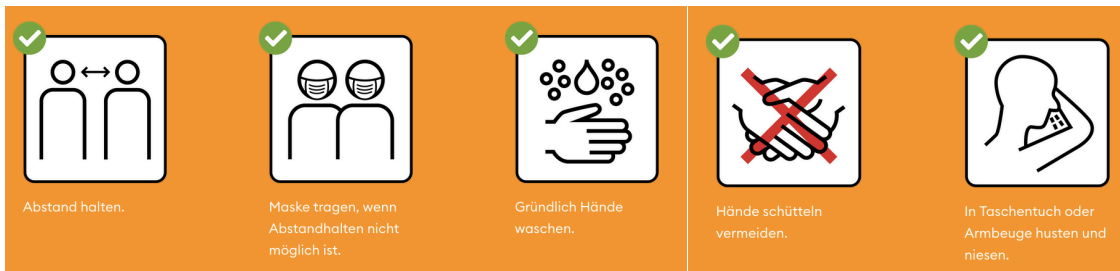 Abstand halten.
Maske tragen, wenn
Abstandhalten nicht
möglich ist.
Gründlich Hände
waschen.
Hände schütteln
vermeiden.
In Taschentuch oder
Armbeuge husten und
niesen.